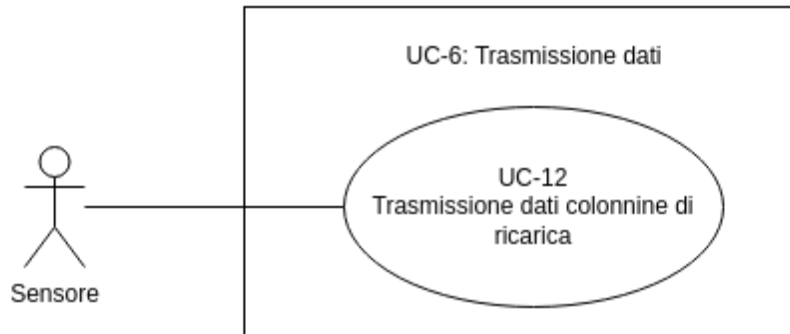 UC-6: Trasmissione dati
UC-12
Trasmissione dati colonnine di
ricarica
Sensore